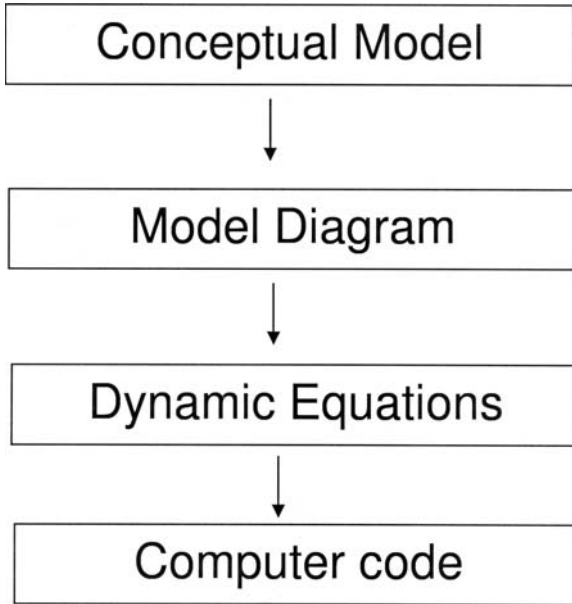 Conceptual Model
Model Diagram
Dynamic Equations
Computer code